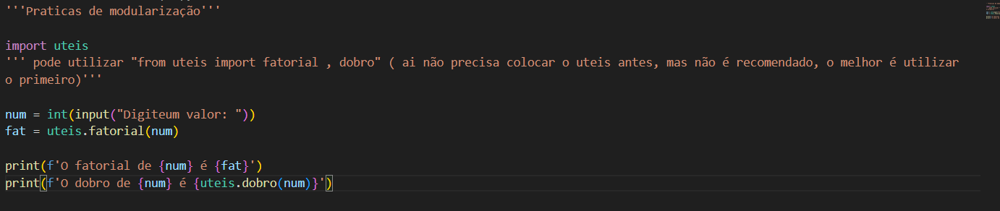 '''Praticas de modularização'''
import uteis
''' pode utilizar "from uteis import fatorial , dobro" ( ai não precisa colocar o uteis antes, mas não é recomendado, o melhor é utilizar
o primeiro)'''
num = int(input("Digiteum valor: "))
fat = uteis.fatorial(num)
print(f'O fatorial de {num} é {fat}')
print(f'O dobro de {num} é {uteis.dobro(num)}')